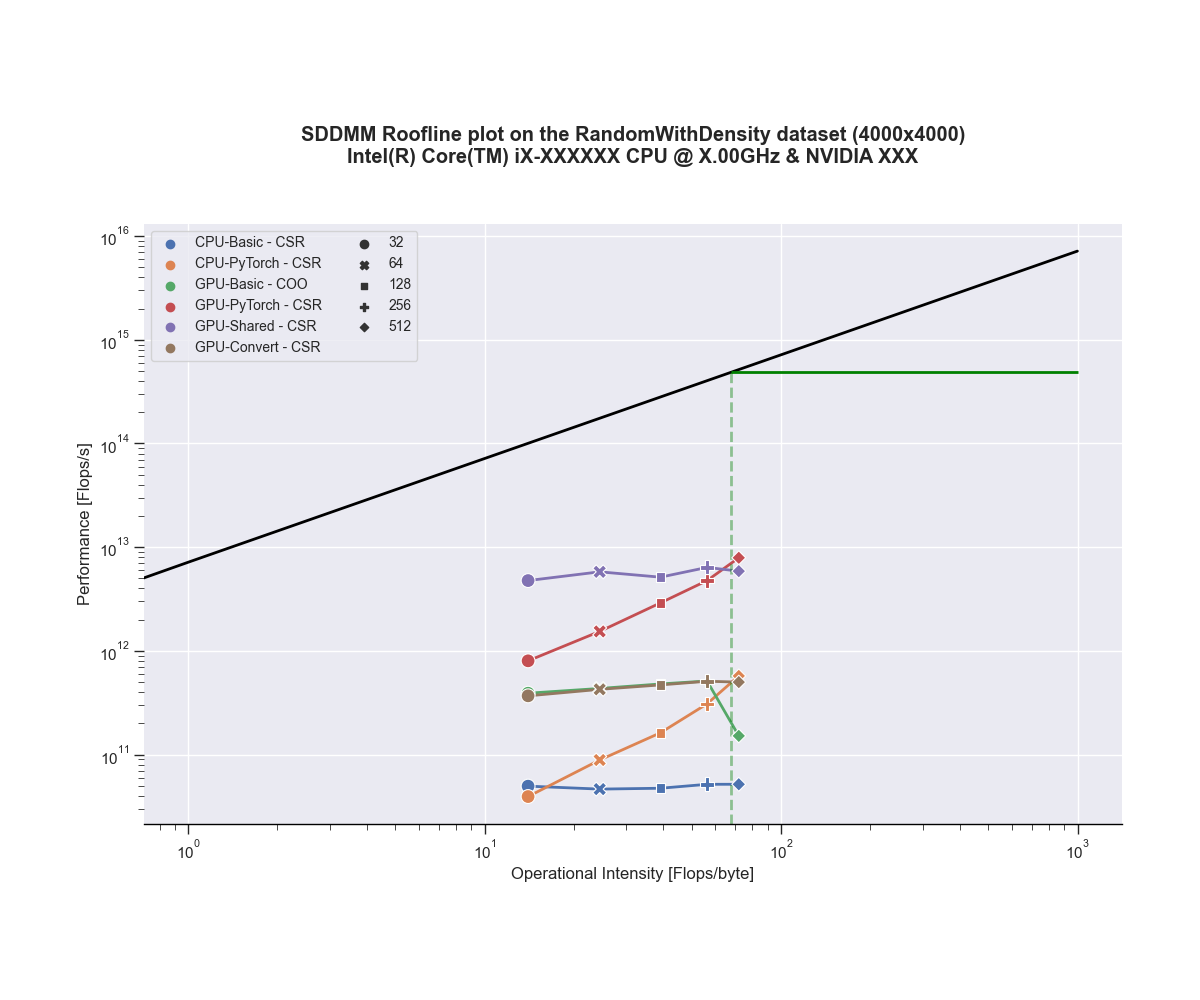 SDDMM Roofline plot on the RandomWithDensity dataset (4000x4000)
Intel(R) Core(TM) iX-XXXXXX CPU @ X.00GHz & NVIDIA XXX
CPU-Basic - CSR
CPU-PyTorch - CSR
GPU-Basic - COO
GPU-PyTorch - CSR
GPU-Shared - CSR
GPU-Convert - CSR
32
64
128
256
512
Performance [Flops/s]
10^16
10^15
10^14
10^13
10^12
10^11
10^0
10^1
10^2
10^3
Operational Intensity [Flops/byte]